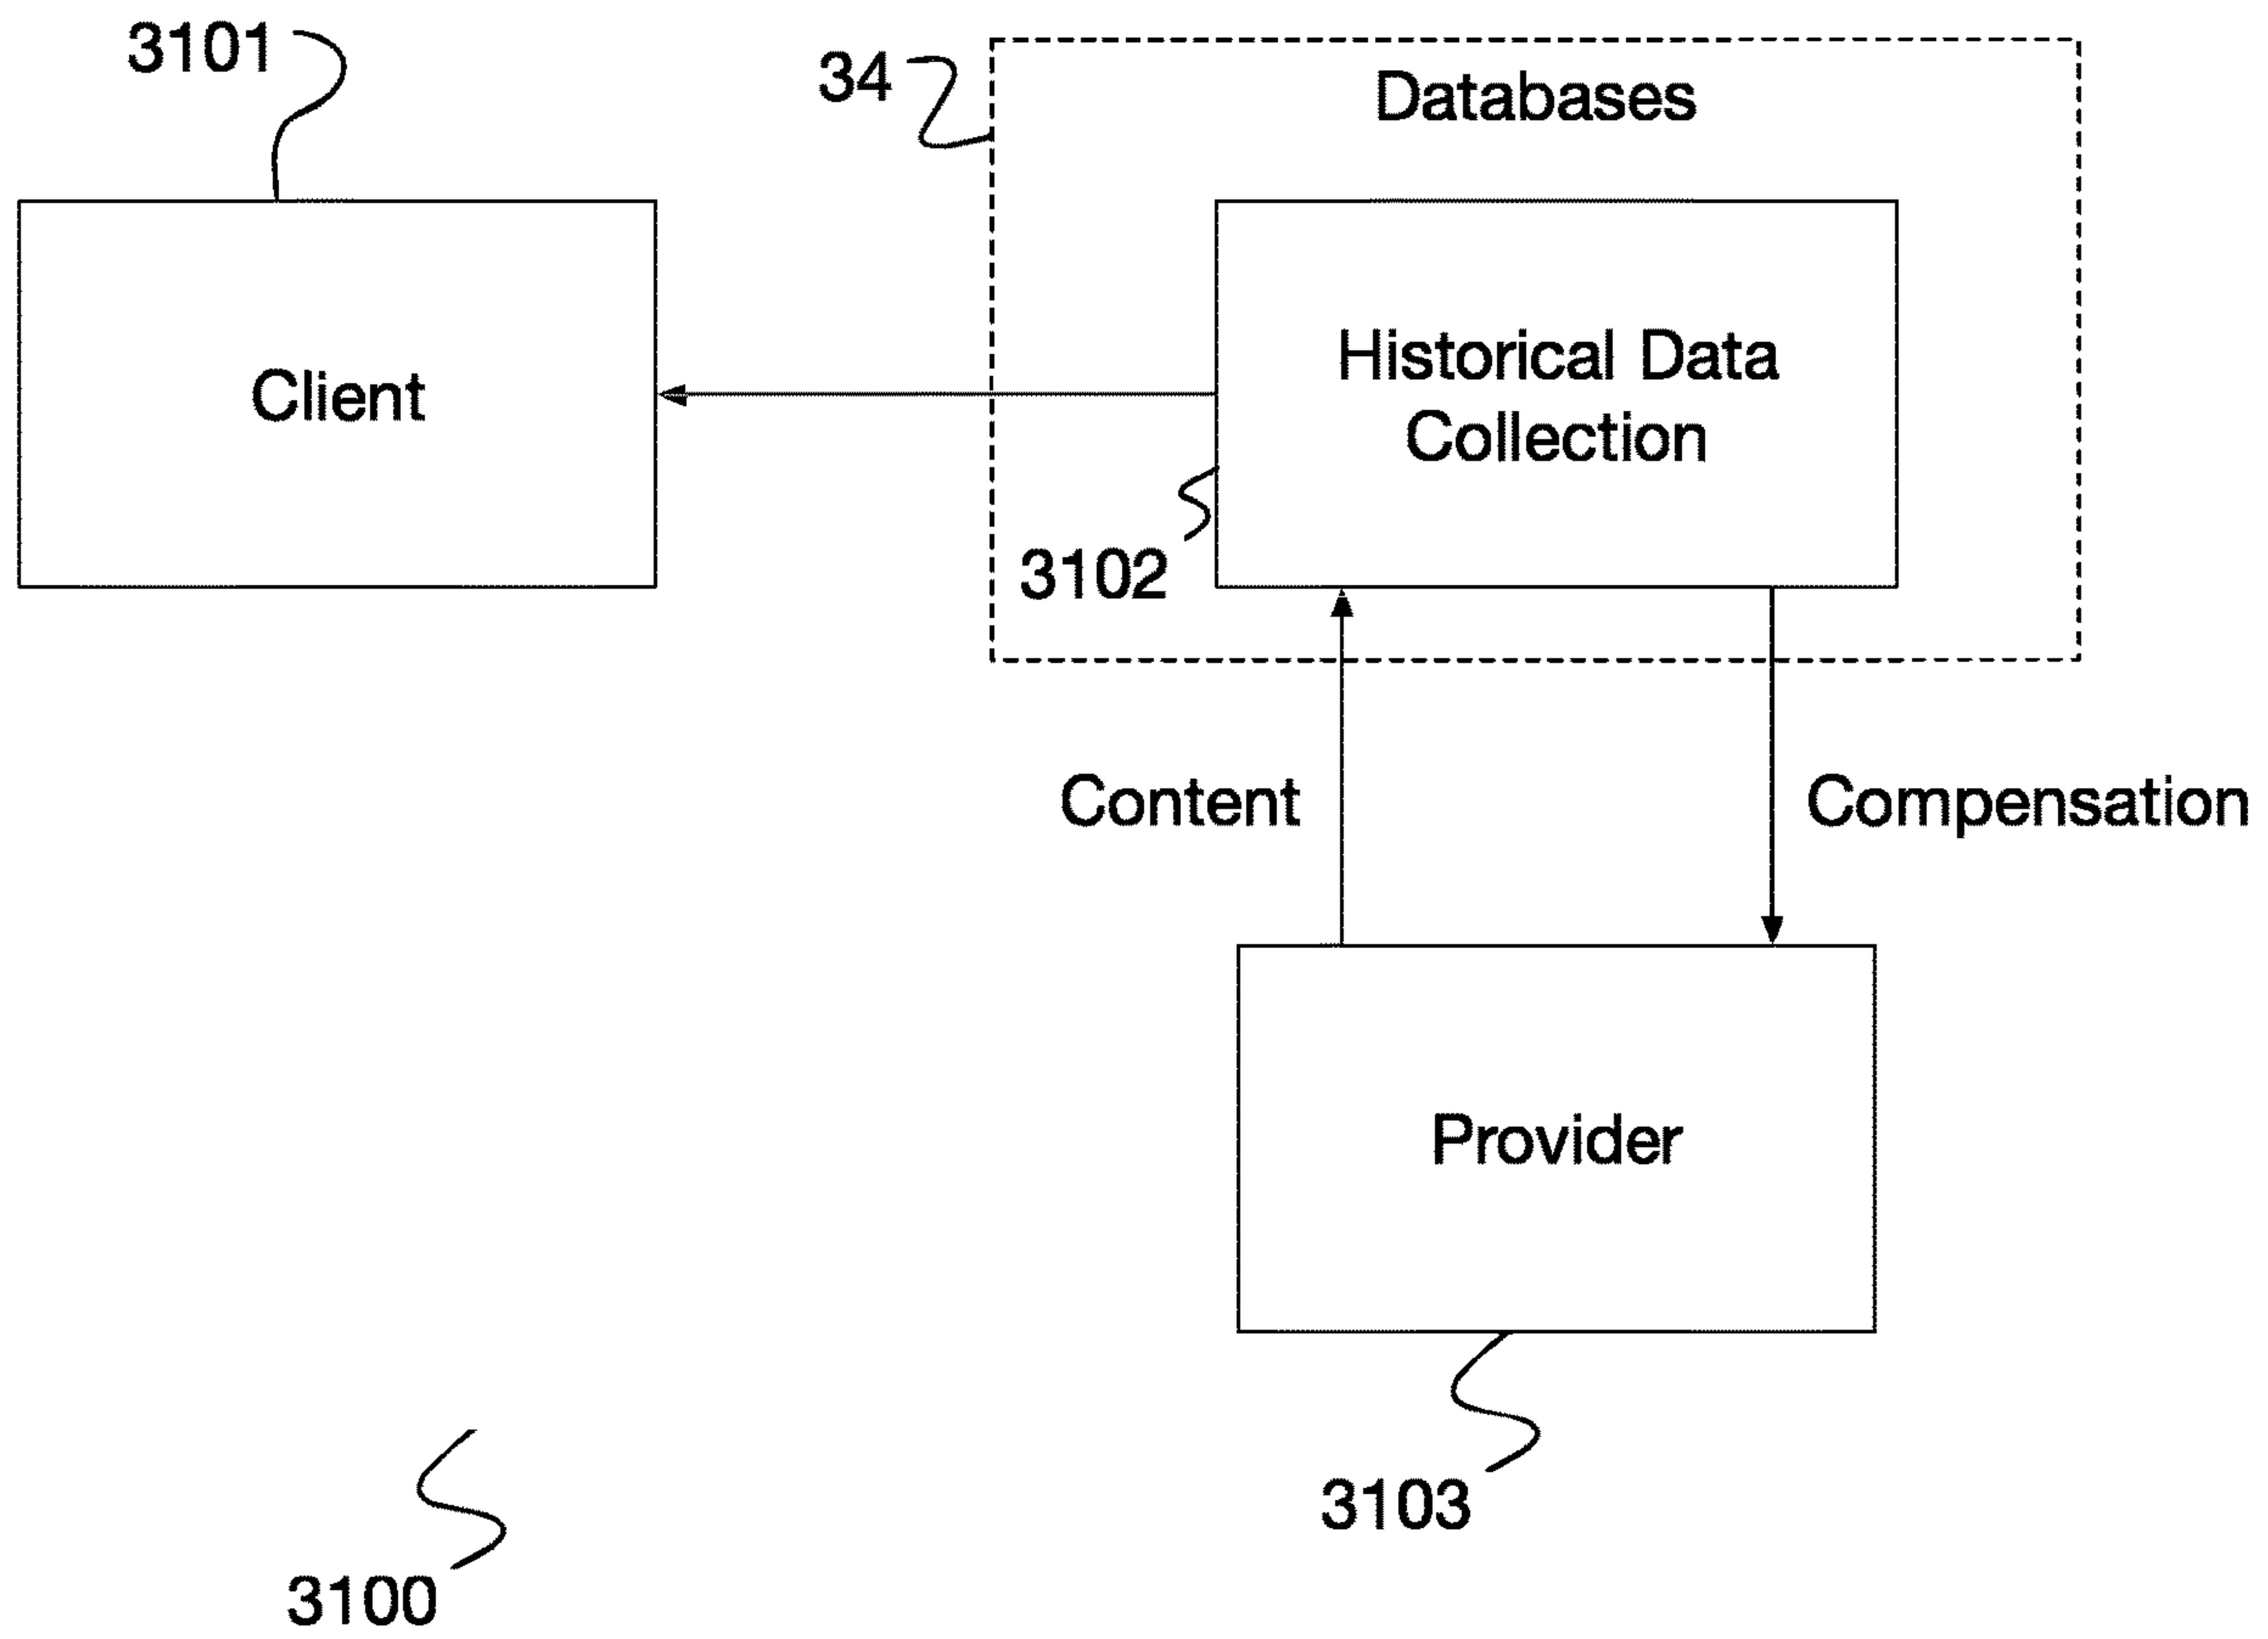 3101
34
Databases
Client
Historical Data
Collection
3102
Content
Compensation
Provider
3103
3100